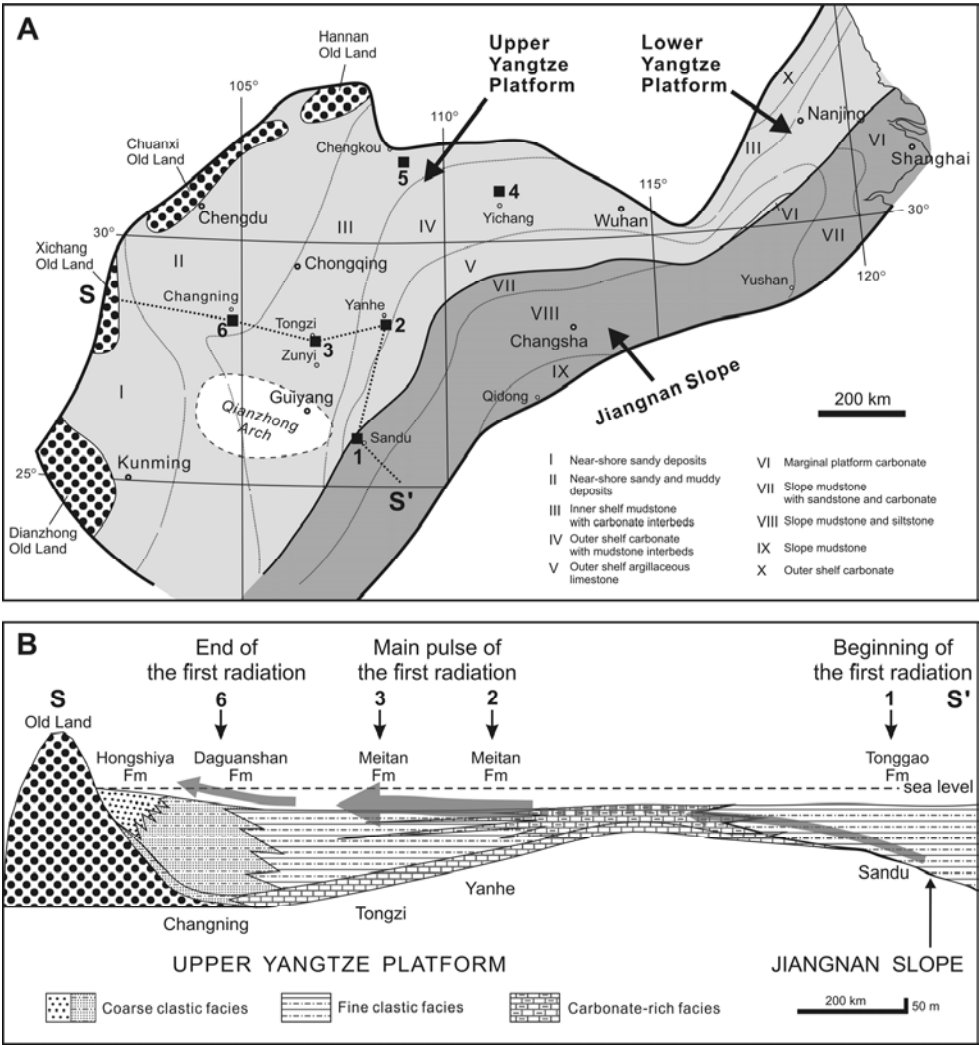 A
Hannan
Old Land
Upper
Yangtze
Platform
Lower
Yangtze
Platform
105°
110°
115°
120°
30°
30°
25°
X
Nanjing
III
VI
Shanghai
Chengkou
5
4
Yichang
Wuhan
Chuanxi
Old Land
Chengdu
III
IV
VI
VII
Xichang
Old Land
II
Chongqing
V
VII
Yushan
S
Changning
6
Yanhe
2
Tongzi
3
Zunyi
VIII
Changsha
IX
Jiangnan Slope
I
Guiyang
Qianzhong
Arch
Qidong
200 km
Sandu
1
Kunming
S'
Dianzhong
Old Land
I Near-shore sandy deposits
II Near-shore sandy and muddy
deposits
III Inner shelf mudstone
with carbonate interbeds
IV Outer shelf carbonate
with mudstone interbeds
V Outer shelf argillaceous
limestone
VI Marginal platform carbonate
VII Slope mudstone
with sandstone and carbonate
VIII Slope mudstone and siltstone
IX Slope mudstone
X Outer shelf carbonate
B
End of
the first radiation
Main pulse of
the first radiation
Beginning of
the first radiation
S
6
3
2
1
S'
Old Land
Hongshiya
Fm
Daguanshan
Fm
Meitan
Fm
Meitan
Fm
Tonggao
Fm
sea level
Changning
Tongzi
Yanhe
Sandu
UPPER YANGTZE PLATFORM
JIANGNAN SLOPE
Coarse clastic facies
Fine clastic facies
Carbonate-rich facies
200 km
50 m